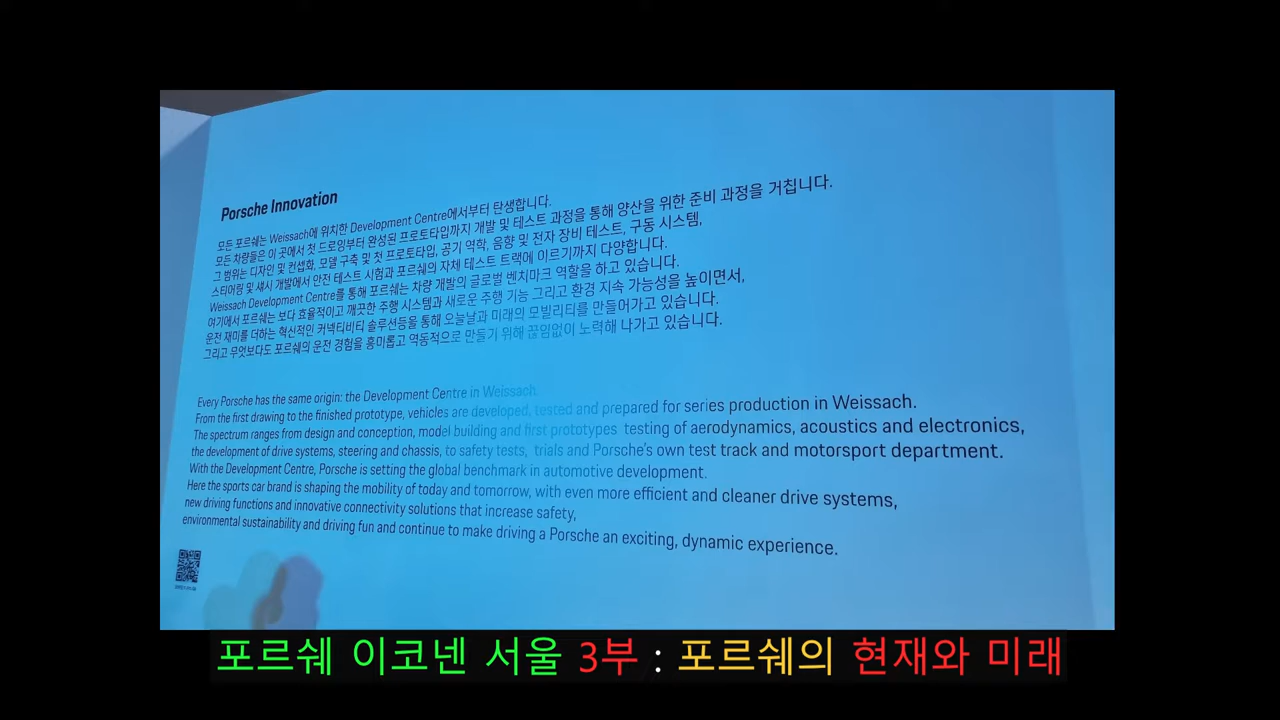 Porsche Innovation
모든 포르쉐는 Weissach에 위치한 Development Centre에서부터 탄생합니다.
모든 차량들은 이 곳에서 첫 드로잉부터 완성된 프로토타입까지 개발 및 테스트 과정을 통해 양산을 위한 준비 과정을 거칩니다.
그 범위는 디자인 및 컨셉화, 모델 구축 및 첫 프로토타입, 공기 역학, 음향 및 전자 장비 테스트, 구동 시스템,
스티어링 및 섀시 개발에서 안전 테스트 시험과 포르쉐의 자체 테스트 트랙에 이르기까지 다양합니다.
Weissach Development Centre를 통해 포르쉐는 차량 개발의 글로벌 벤치마크 역할을 하고 있습니다.
여기에서 포르쉐는 보다 효율적이고 깨끗한 주행 시스템과 새로운 주행 기능 그리고 환경 지속 가능성을 높이면서,
운전 재미를 더하는 혁신적인 커넥티비티 솔루션등을 통해 오늘날과 미래의 모빌리티를 만들어가고 있습니다.
그리고 무엇보다도 포르쉐의 운전 경험을 흥미롭고 역동적으로 만들기 위해 끊임없이 노력해 나가고 있습니다.
Every Porsche has the same origin: the Development Centre in Weissach.
From the first drawing to the finished prototype, vehicles are developed, tested and prepared for series production in Weissach.
The spectrum ranges from design and conception, model building and first prototypes testing of aerodynamics, acoustics and electronics,
the development of drive systems, steering and chassis, to safety tests, trials and Porsche's own test track and motorsport department.
With the Development Centre, Porsche is setting the global benchmark in automotive development.
Here the sports car brand is shaping the mobility of today and tomorrow, with even more efficient and cleaner drive systems,
new driving functions and innovative connectivity solutions that increase safety,
environmental sustainability and driving fun and continue to make driving a Porsche an exciting, dynamic experience.
포르쉐 이코넨 서울 3부 : 포르쉐의 현재와 미래